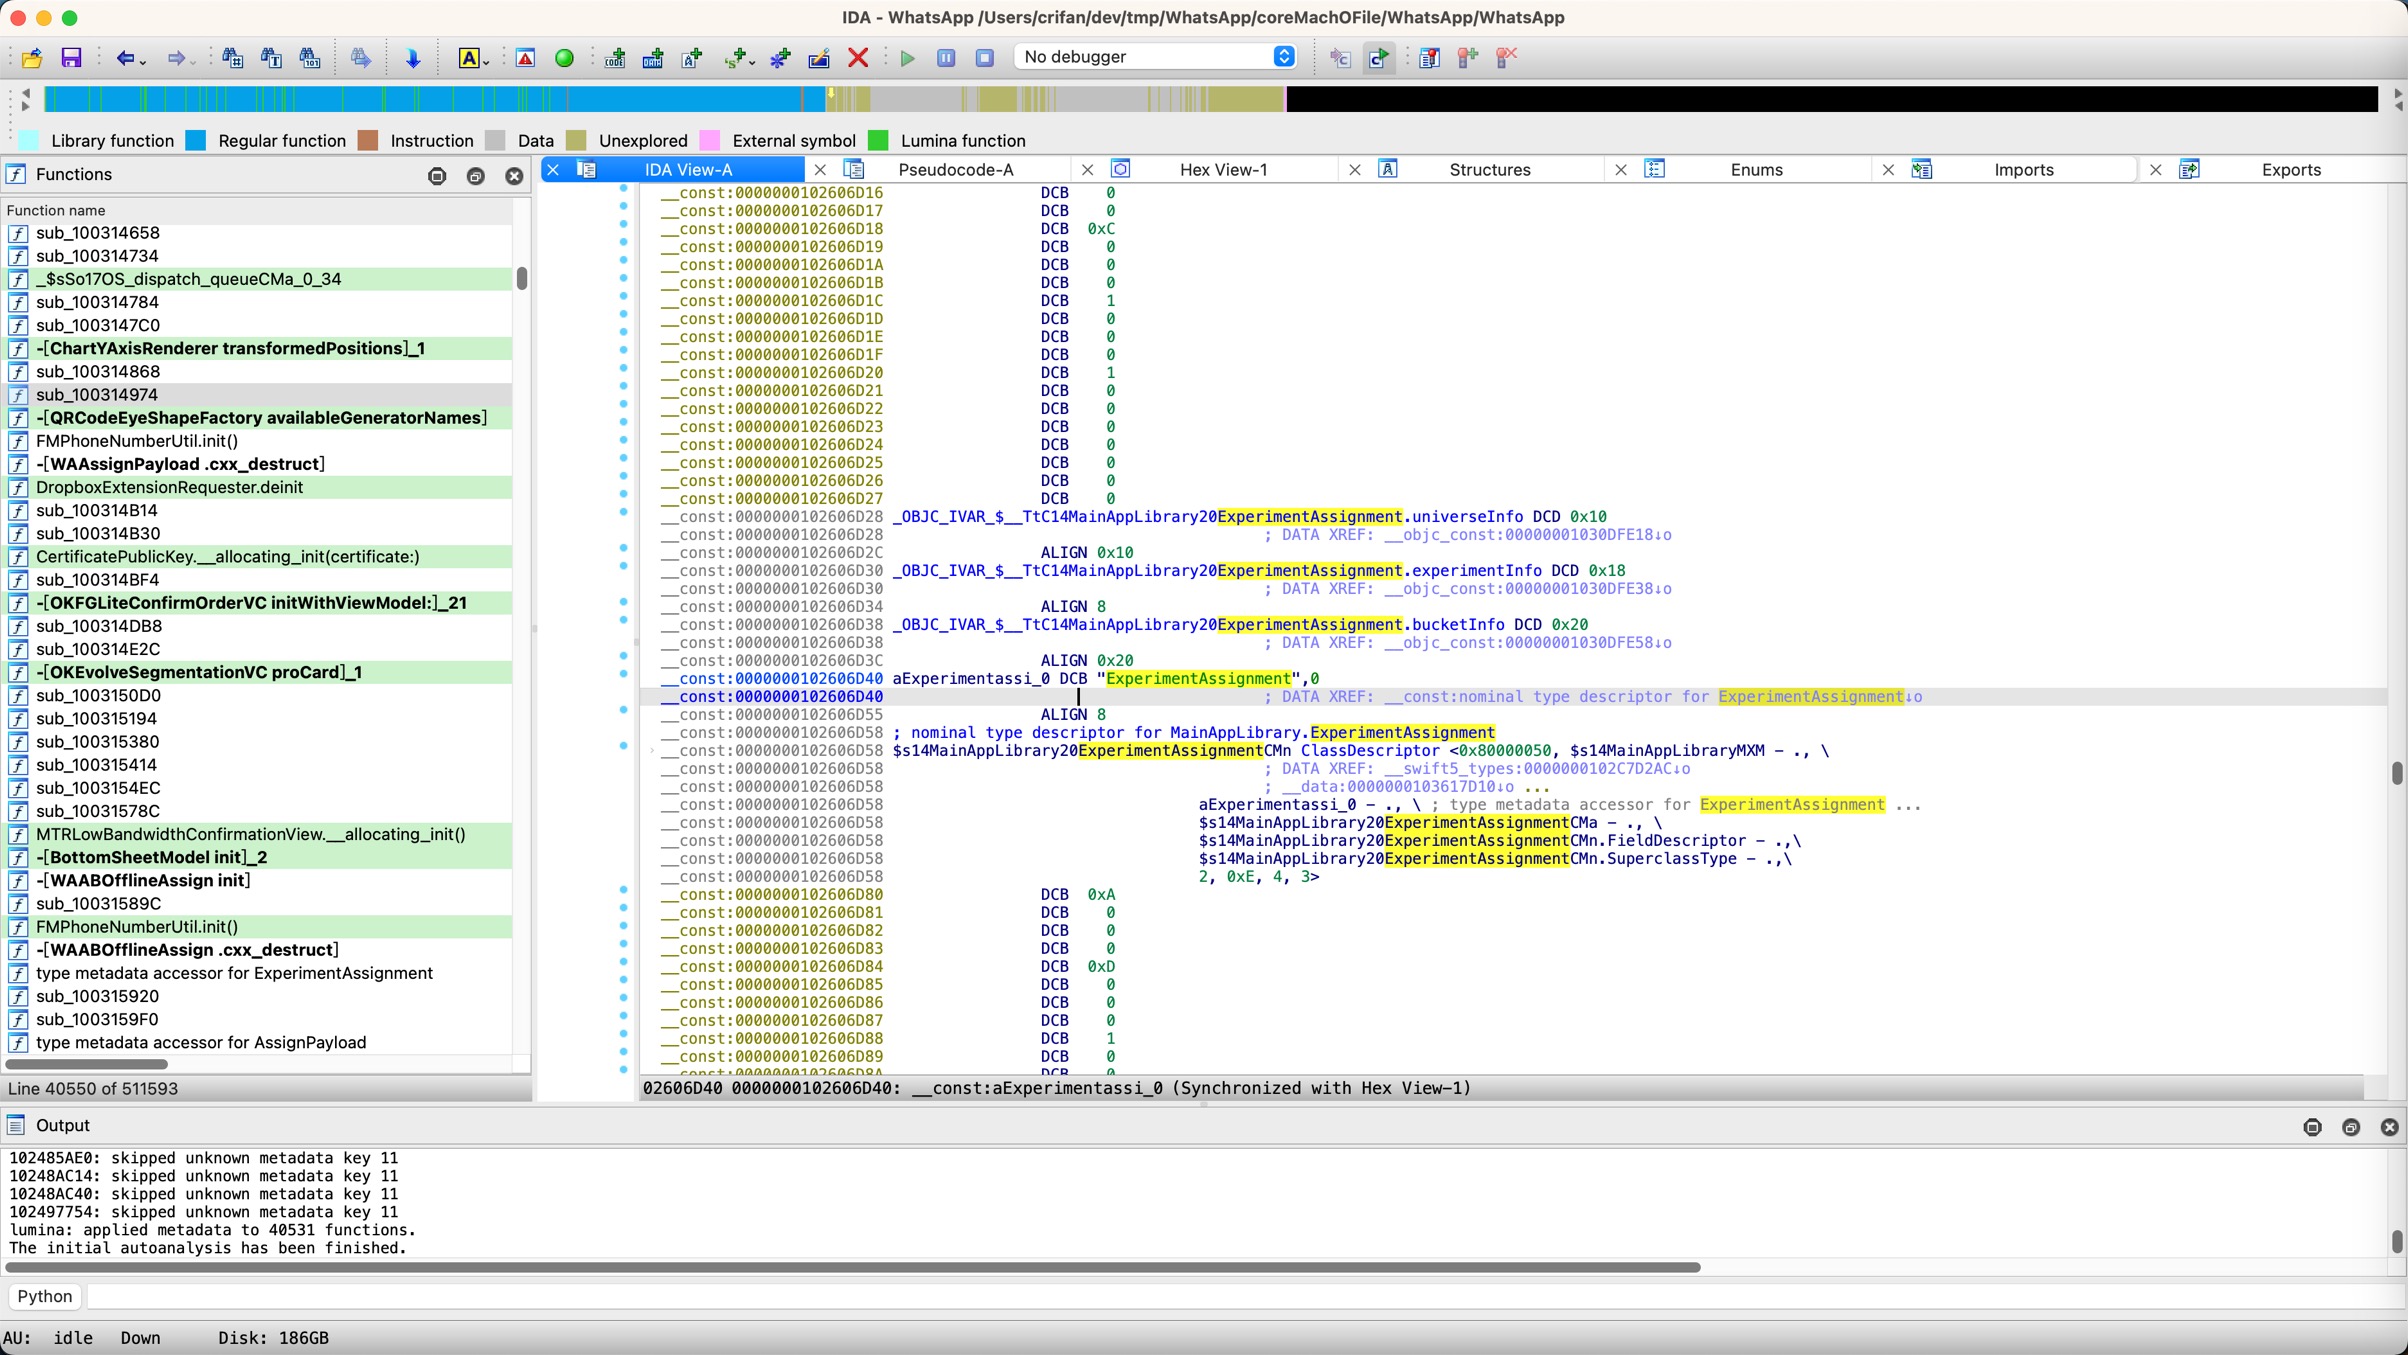 IDA - WhatsApp /Users/crifan/dev/tmp/WhatsApp/coreMachOFile/WhatsApp/WhatsApp
No debugger
Library function Regular function Instruction Data Unexplored External symbol Lumina function
Functions
Function name
sub_100314658
sub_100314734
_$sSo17OS_dispatch_queueCMa_0_34
sub_100314784
sub_1003147C0
-[ChartYAxisRenderer transformedPositions]_1
sub_100314868
sub_100314974
-[QRCodeEyeShapeFactory availableGeneratorNames]
FMPhoneNumberUtil.init()
-[WAAssignPayload .cxx_destruct]
DropboxExtensionRequester.deinit
sub_100314B14
sub_100314B30
CertificatePublicKey.__allocating_init(certificate:)
sub_100314BF4
-[OKFGLiteConfirmOrderVC initWithViewModel:]_21
sub_100314DB8
sub_100314E2C
-[OKEvolveSegmentationVC proCard]_1
sub_1003150D0
sub_100315194
sub_100315380
sub_100315414
sub_1003154EC
sub_10031578C
MTRLowBandwidthConfirmationView.__allocating_init()
-[BottomSheetModel init]_2
-[WAABOfflineAssign init]
sub_10031589C
FMPhoneNumberUtil.init()
-[WAABOfflineAssign .cxx_destruct]
type metadata accessor for ExperimentAssignment
sub_100315920
sub_1003159F0
type metadata accessor for AssignPayload
Line 40550 of 511593
IDA View-A Pseudocode-A Hex View-1 Structures Enums Imports Exports
__const:0000000102606D16 DCB 0
__const:0000000102606D17 DCB 0
__const:0000000102606D18 DCB 0xC
__const:0000000102606D19 DCB 0
__const:0000000102606D1A DCB 0
__const:0000000102606D1B DCB 0
__const:0000000102606D1C DCB 1
__const:0000000102606D1D DCB 0
__const:0000000102606D1E DCB 0
__const:0000000102606D1F DCB 0
__const:0000000102606D20 DCB 1
__const:0000000102606D21 DCB 0
__const:0000000102606D22 DCB 0
__const:0000000102606D23 DCB 0
__const:0000000102606D24 DCB 0
__const:0000000102606D25 DCB 0
__const:0000000102606D26 DCB 0
__const:0000000102606D27 DCB 0
__const:0000000102606D28 _OBJC_IVAR_$__TtC14MainAppLibrary20ExperimentAssignment.universeInfo DCD 0x10
__const:0000000102606D28 ; DATA XREF: __objc_const:00000001030DFE18↓o
__const:0000000102606D2C ALIGN 0x10
__const:0000000102606D30 _OBJC_IVAR_$__TtC14MainAppLibrary20ExperimentAssignment.experimentInfo DCD 0x18
__const:0000000102606D30 ; DATA XREF: __objc_const:00000001030DFE38↓o
__const:0000000102606D34 ALIGN 8
__const:0000000102606D38 _OBJC_IVAR_$__TtC14MainAppLibrary20ExperimentAssignment.bucketInfo DCD 0x20
__const:0000000102606D38 ; DATA XREF: __objc_const:00000001030DFE58↓o
__const:0000000102606D3C ALIGN 0x20
__const:0000000102606D40 aExperimentassi_0 DCB "ExperimentAssignment",0
__const:0000000102606D40 ; DATA XREF: __const:nominal type descriptor for ExperimentAssignment↓o
__const:0000000102606D55 ALIGN 8
__const:0000000102606D58 ; nominal type descriptor for MainAppLibrary.ExperimentAssignment
__const:0000000102606D58 $s14MainAppLibrary20ExperimentAssignmentCMn ClassDescriptor <0x80000050, $s14MainAppLibraryMXM - ., \
__const:0000000102606D58 ; DATA XREF: __swift5_types:0000000102C7D2AC↓o
__const:0000000102606D58 ; __data:0000000103617D10↓o ...
__const:0000000102606D58 aExperimentassi_0 - ., \ ; type metadata accessor for ExperimentAssignment ...
__const:0000000102606D58 $s14MainAppLibrary20ExperimentAssignmentCMa - ., \
__const:0000000102606D58 $s14MainAppLibrary20ExperimentAssignmentCMn.FieldDescriptor - .,\
__const:0000000102606D58 $s14MainAppLibrary20ExperimentAssignmentCMn.SuperclassType - .,\
__const:0000000102606D58 2, 0xE, 4, 3>
__const:0000000102606D80 DCB 0xA
__const:0000000102606D81 DCB 0
__const:0000000102606D82 DCB 0
__const:0000000102606D83 DCB 0
__const:0000000102606D84 DCB 0xD
__const:0000000102606D85 DCB 0
__const:0000000102606D86 DCB 0
__const:0000000102606D87 DCB 0
__const:0000000102606D88 DCB 1
__const:0000000102606D89 DCB 0
__const:0000000102606D8A DCB 0
02606D40 0000000102606D40: __const:aExperimentassi_0 (Synchronized with Hex View-1)
Output
102485AE0: skipped unknown metadata key 11
10248AC14: skipped unknown metadata key 11
10248AC40: skipped unknown metadata key 11
102497754: skipped unknown metadata key 11
lumina: applied metadata to 40531 functions.
The initial autoanalysis has been finished.
Python
AU: idle Down Disk: 186GB